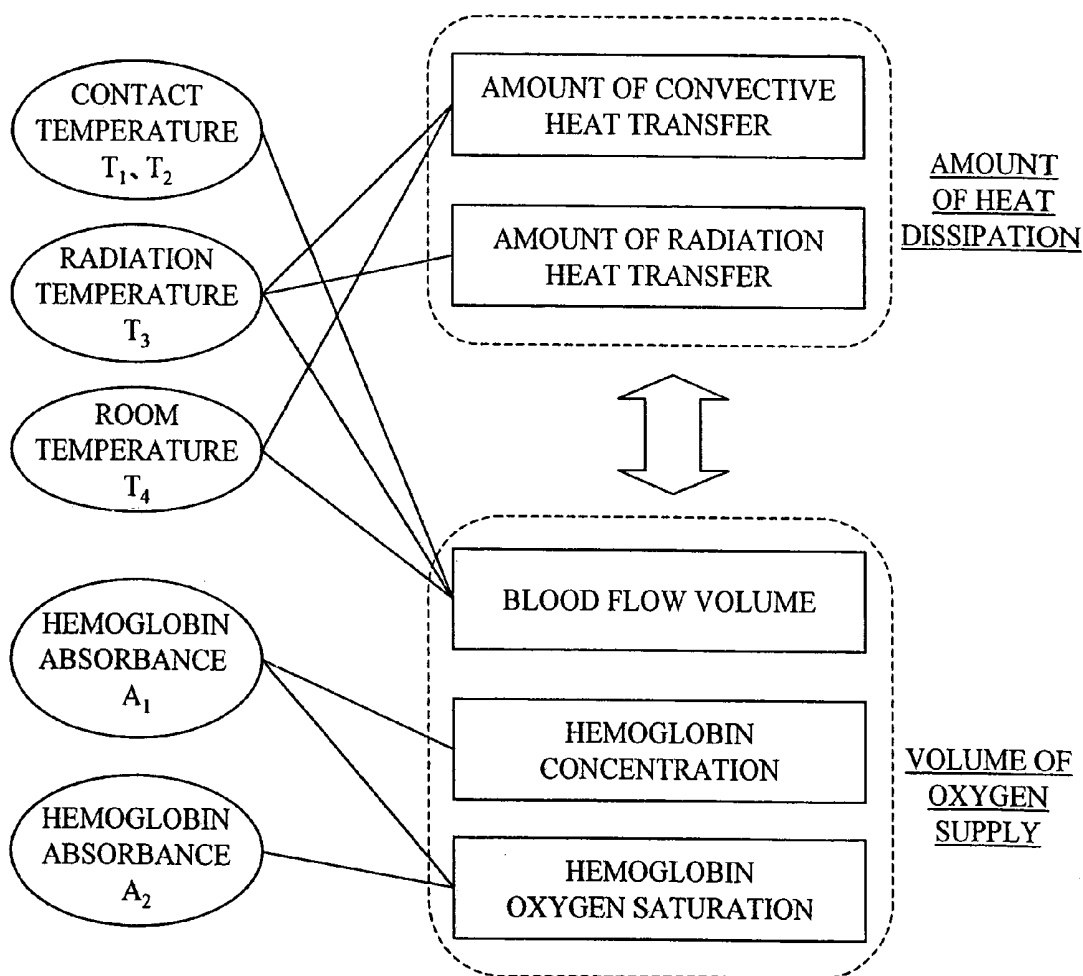 CONTACT
TEMPERATURE
T₁、T₂
RADIATION
TEMPERATURE
T₃
ROOM
TEMPERATURE
T₄
HEMOGLOBIN
ABSORBANCE
A₁
HEMOGLOBIN
ABSORBANCE
A₂
AMOUNT OF CONVECTIVE
HEAT TRANSFER
AMOUNT OF RADIATION
HEAT TRANSFER
AMOUNT
OF HEAT
DISSIPATION
BLOOD FLOW VOLUME
HEMOGLOBIN
CONCENTRATION
HEMOGLOBIN
OXYGEN SATURATION
VOLUME OF
OXYGEN
SUPPLY